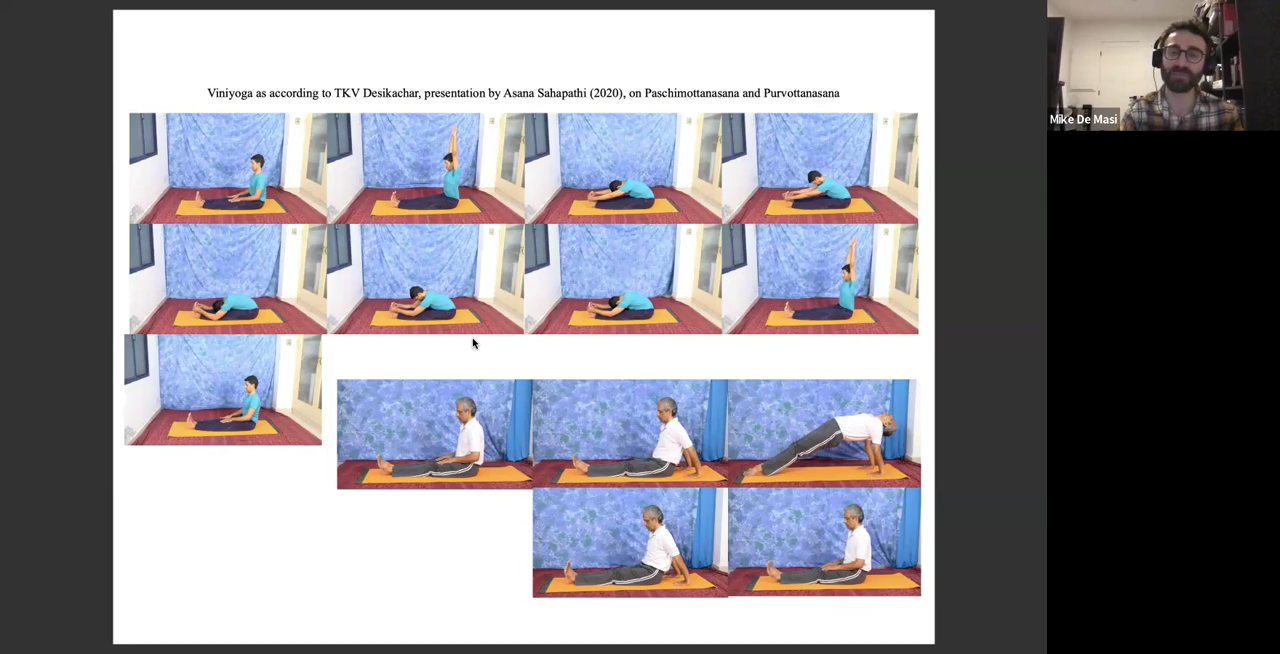 Viniyoga as according to TKV Desikachar, presentation by Asana Sahapathi (2020), on Paschimottanasana and Purvottanasana
Mike De Masi